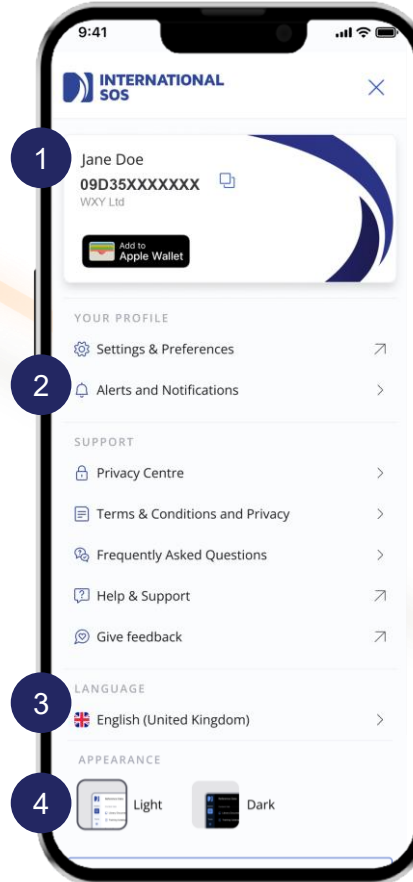 9:41
INTERNATIONAL
SOS
1
Jane Doe
09D35XXXXXXX
WXY Ltd
Add to
Apple Wallet
YOUR PROFILE
Settings & Preferences
2
Alerts and Notifications
SUPPORT
Privacy Centre
Terms & Conditions and Privacy
Frequently Asked Questions
Help & Support
Give feedback
LANGUAGE
3
English (United Kingdom)
APPEARANCE
4
Light
Dark